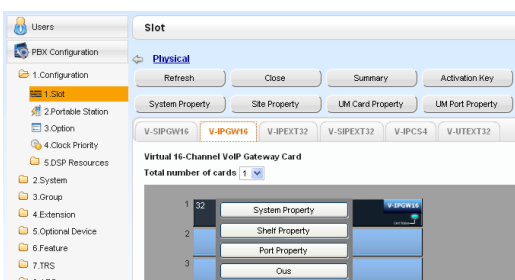 Users
Slot
PBX Configuration
Physical
1.Configuration
Refresh
Close
Summary
Activation Key
1.Slot
System Property
Site Property
UM Card Property
UM Port Property
2.Portable Station
3.Option
V-SIPGW16
V-IPGW16
V-IPEXT32
V-SIPEXT32
V-IPCS4
V-UTEXT32
4.Clock Priority
Virtual 16-Channel VoIP Gateway Card
5.DSP Resources
Total number of cards 1
2.System
3.Group
1 32
System Property
V-IPGW16
4.Extension
Shelf Property
5.Optional Device
2
Port Property
6.Feature
3
Ous
7.TRS